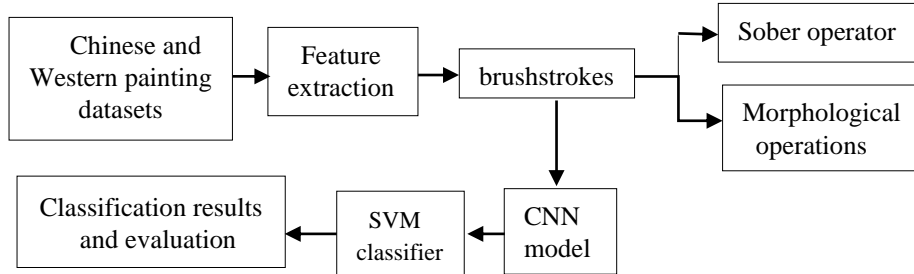 Chinese and
Western painting
datasets
Feature
extraction
brushstrokes
Sober operator
Morphological
operations
CNN
model
SVM
classifier
Classification results
and evaluation